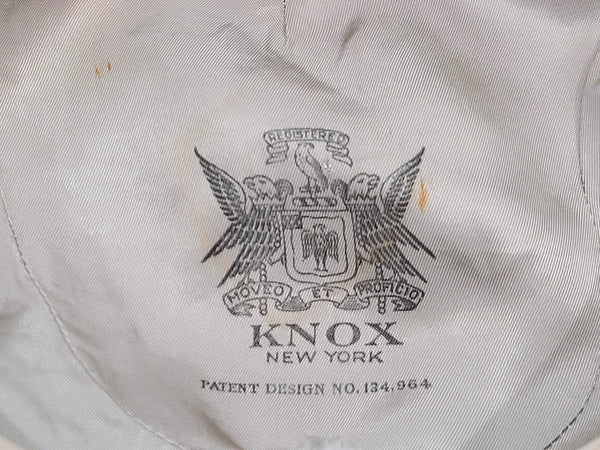 REGISTERED
MOVEO ET PROFICIO
KNOX
NEW YORK
PATENT DESIGN NO. 134,964